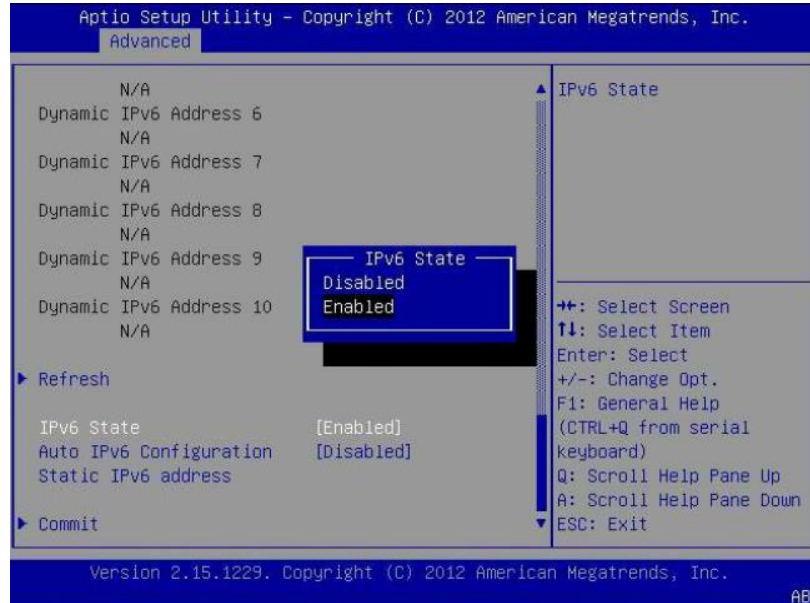 Aptio Setup Utility – Copyright (C) 2012 American Megatrends, Inc.
Advanced
N/A
Dynamic IPv6 Address 6
N/A
Dynamic IPv6 Address 7
N/A
Dynamic IPv6 Address 8
N/A
Dynamic IPv6 Address 9
N/A
Dynamic IPv6 Address 10
N/A
Refresh
IPv6 State [Enabled]
Auto IPv6 Configuration [Disabled]
Static IPv6 address
Commit
IPv6 State
Disabled
Enabled
IPv6 State
→←: Select Screen
↑↓: Select Item
Enter: Select
+/-: Change Opt.
F1: General Help
(CTRL+Q from serial
keyboard)
Q: Scroll Help Pane Up
A: Scroll Help Pane Down
ESC: Exit
Version 2.15.1229. Copyright (C) 2012 American Megatrends, Inc.
AB